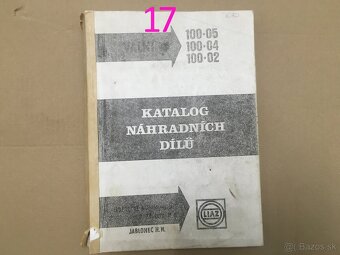 17
100·05
100·04
100·02
KATALOG
NÁHRADNÍCH
DÍLŮ
LIAZ
JABLONEC N. N.
Bazos.sk